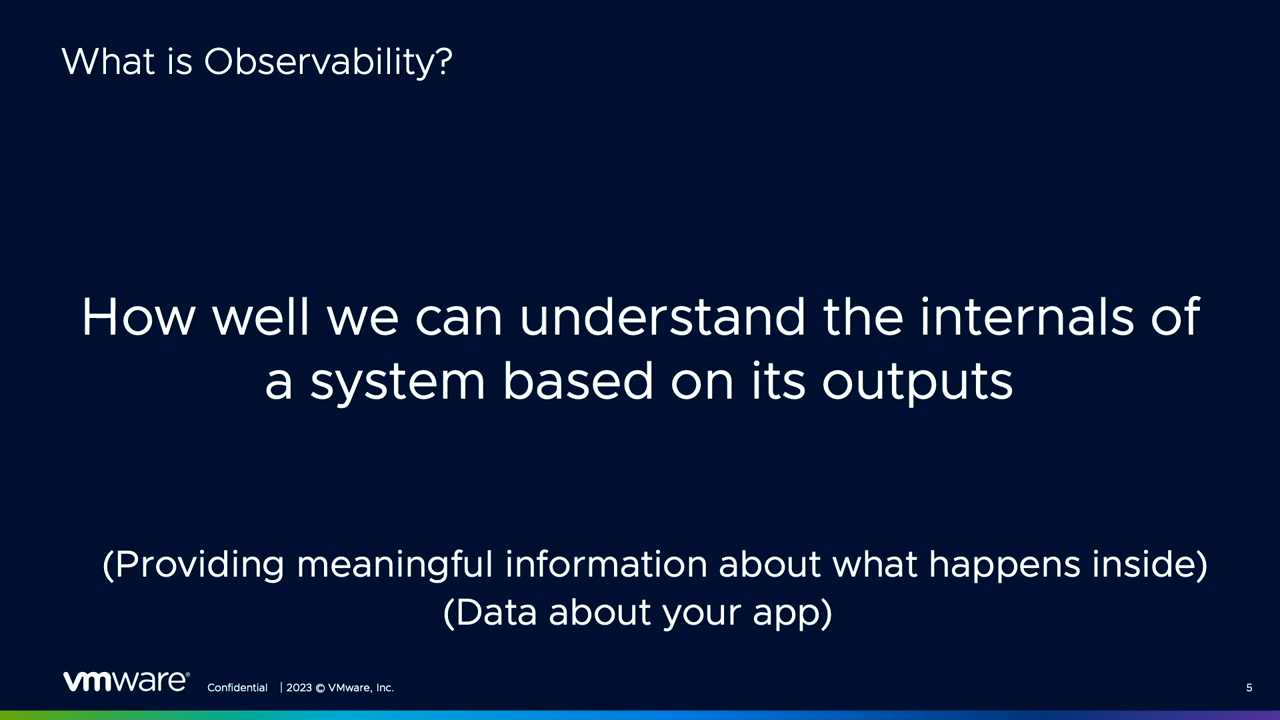 What is Observability?
How well we can understand the internals of
a system based on its outputs
(Providing meaningful information about what happens inside)
(Data about your app)
vmware® Confidential | 2023 © VMware, Inc. 5